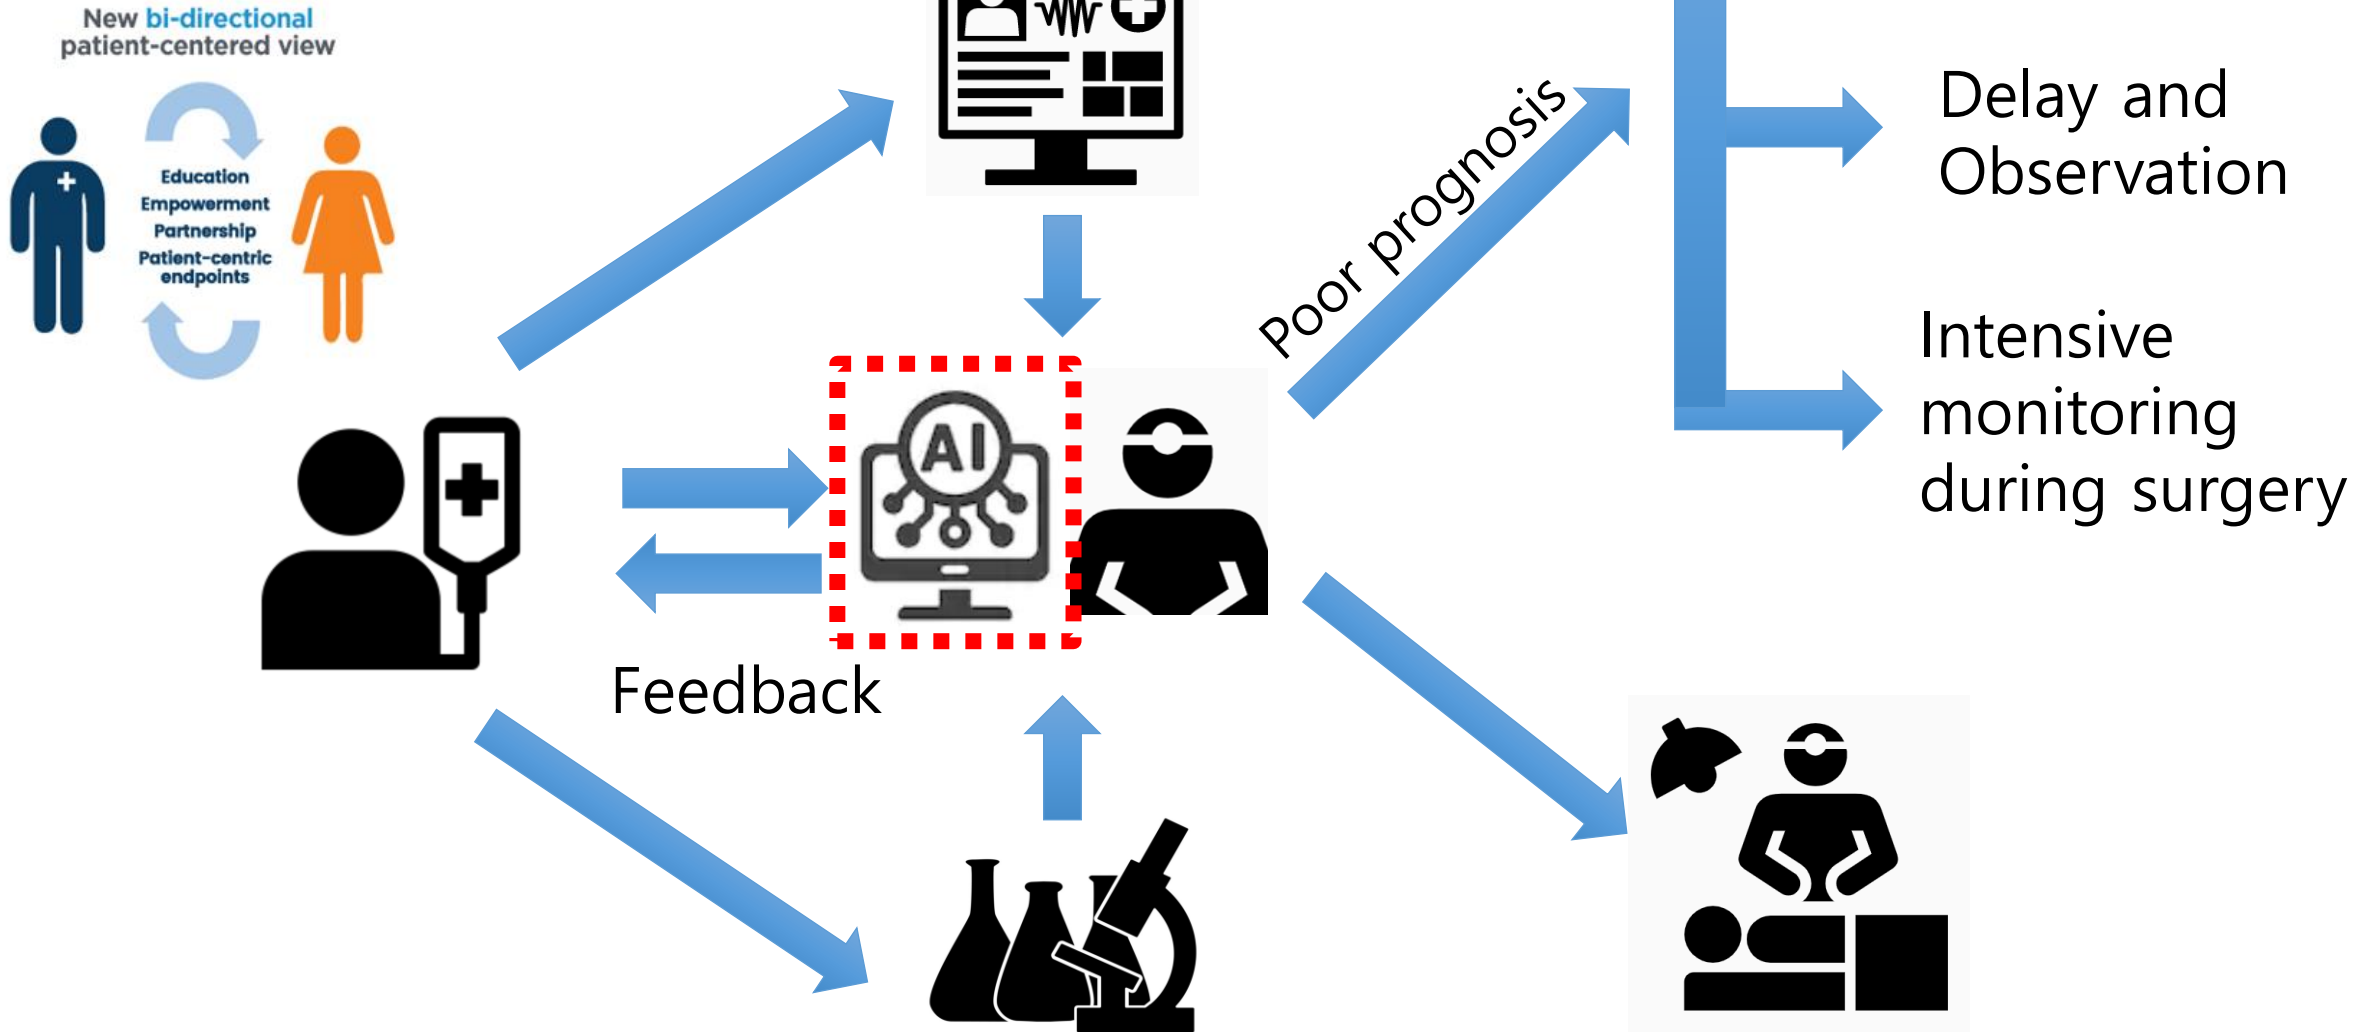 New bi-directional
patient-centered view
Education
Empowerment
Partnership
Patient-centric
endpoints
Poor prognosis
Delay and
Observation
Intensive
monitoring
during surgery
AI
Feedback